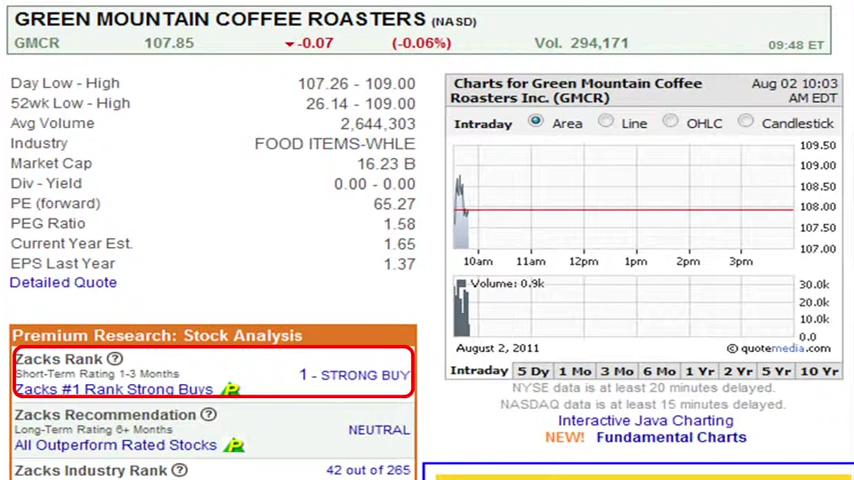 GREEN MOUNTAIN COFFEE ROASTERS (NASD)
GMCR 107.85 -0.07 (-0.06%) Vol. 294,171 09:48 ET
Day Low - High 107.26 - 109.00
52wk Low - High 26.14 - 109.00
Avg Volume 2,644,303
Industry FOOD ITEMS-WHLE
Market Cap 16.23 B
Div - Yield 0.00 - 0.00
PE (forward) 65.27
PEG Ratio 1.58
Current Year Est. 1.65
EPS Last Year 1.37
Detailed Quote
Premium Research: Stock Analysis
Zacks Rank ?
Short-Term Rating 1-3 Months 1 - STRONG BUY
Zacks #1 Rank Strong Buys P
Zacks Recommendation ?
Long-Term Rating 6+ Months NEUTRAL
All Outperform Rated Stocks P
Zacks Industry Rank ? 42 out of 265
Charts for Green Mountain Coffee Aug 02 10:03
Roasters Inc. (GMCR) AM EDT
Intraday Area Line OHLC Candlestick
109.50
109.00
108.50
108.00
107.50
107.00
10am 11am 12pm 1pm 2pm 3pm
Volume: 0.9k
30.0k
20.0k
10.0k
0.0
August 2, 2011 © quotemedia.com
Intraday 5 Dy 1 Mo 3 Mo 6 Mo 1 Yr 2 Yr 5 Yr 10 Yr
NYSE data is at least 20 minutes delayed.
NASDAQ data is at least 15 minutes delayed.
Interactive Java Charting
NEW! Fundamental Charts